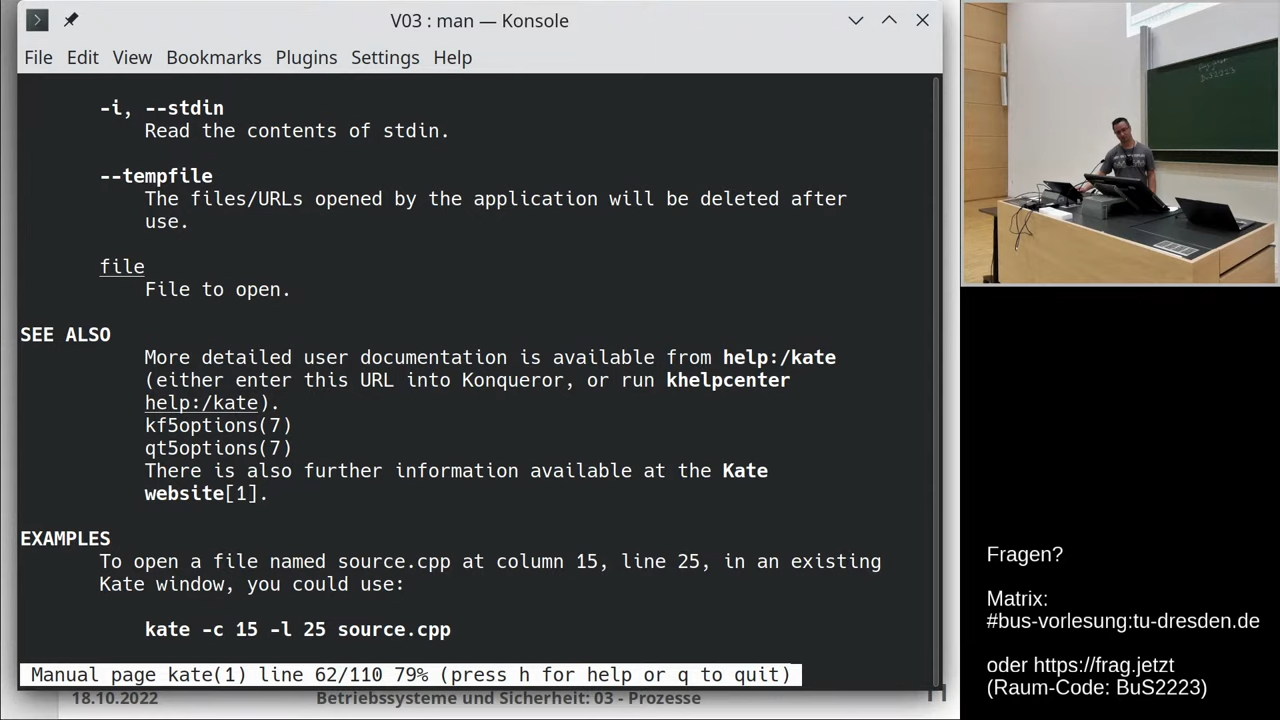 V03 : man — Konsole
File Edit View Bookmarks Plugins Settings Help
-i, --stdin
Read the contents of stdin.
--tempfile
The files/URLs opened by the application will be deleted after
use.
file
File to open.
SEE ALSO
More detailed user documentation is available from help:/kate
(either enter this URL into Konqueror, or run khelpcenter
help:/kate).
kf5options(7)
qt5options(7)
There is also further information available at the Kate
website[1].
EXAMPLES
To open a file named source.cpp at column 15, line 25, in an existing
Kate window, you could use:
kate -c 15 -l 25 source.cpp
Manual page kate(1) line 62/110 79% (press h for help or q to quit)
18.10.2022 Betriebssysteme und Sicherheit: 03 - Prozesse
Fragen?
Matrix:
#bus-vorlesung:tu-dresden.de
oder https://frag.jetzt
(Raum-Code: BuS2223)